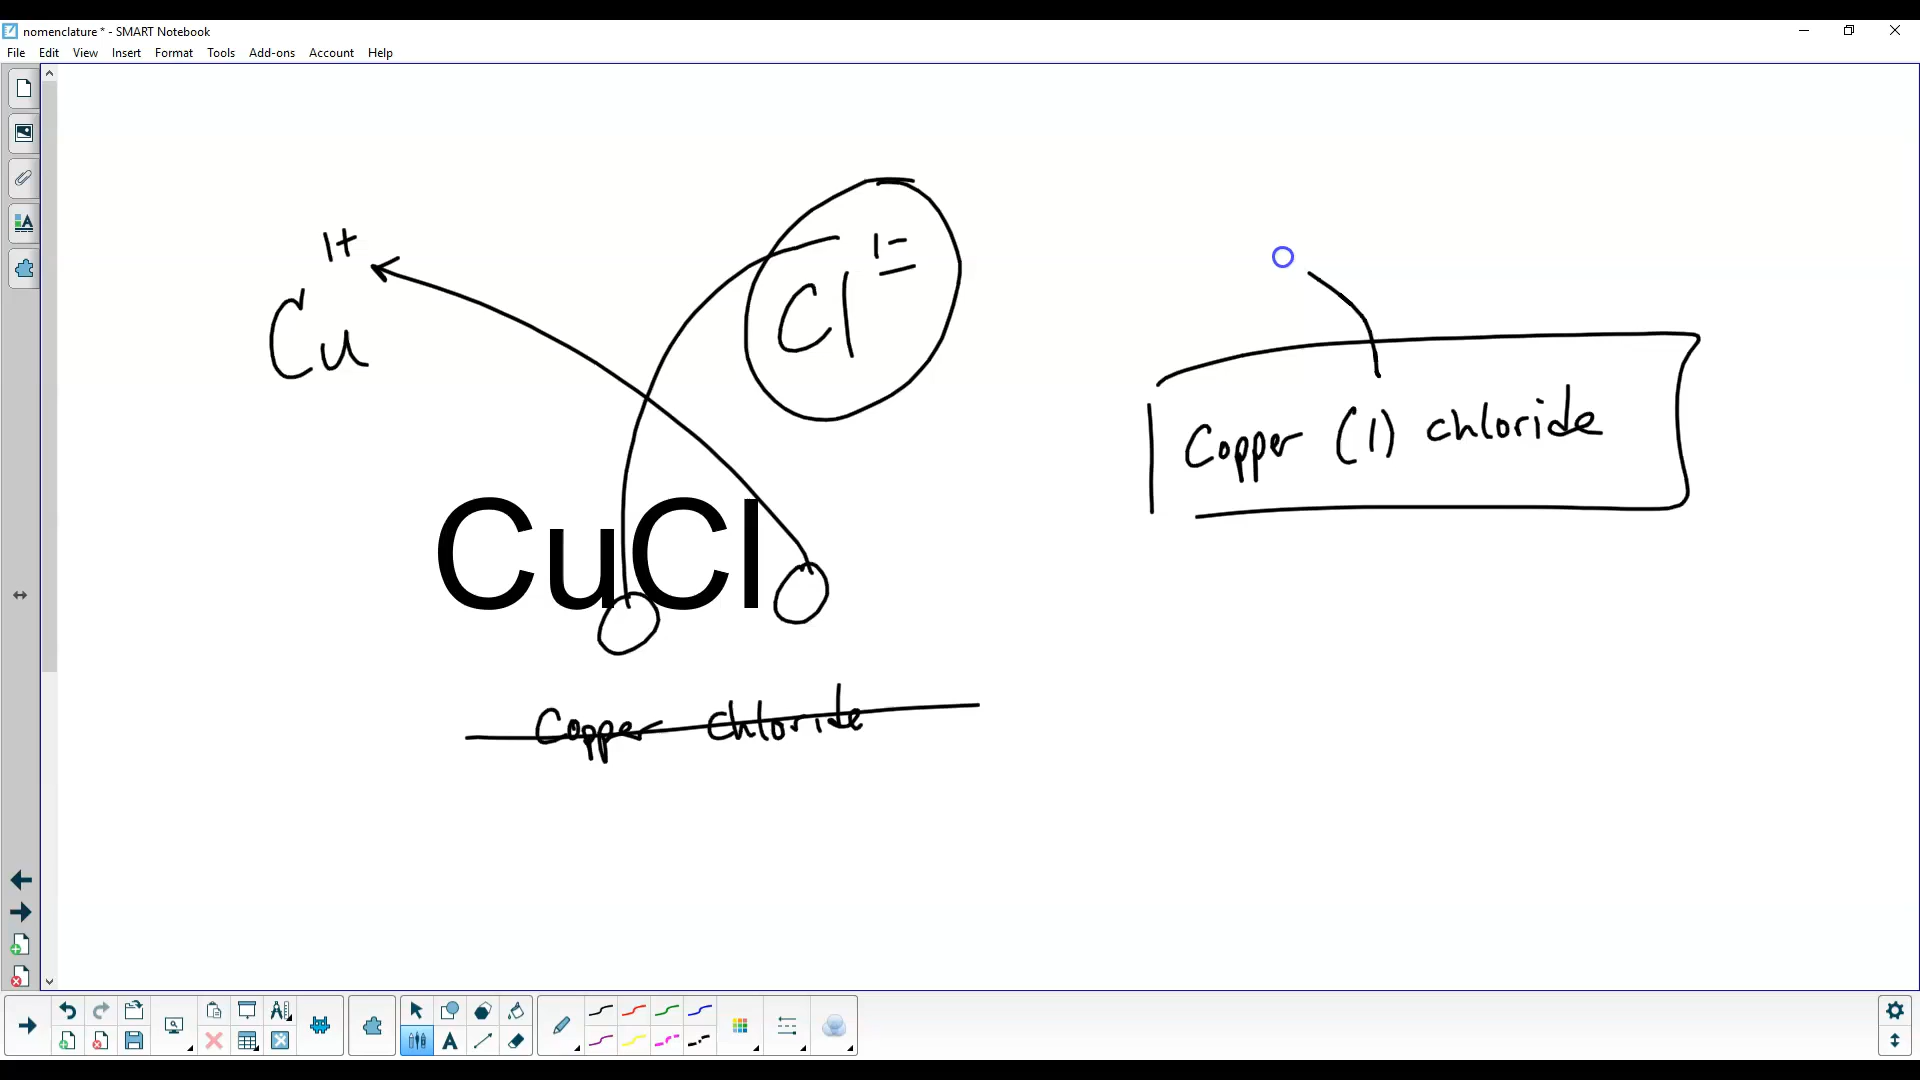 nomenclature * - SMART Notebook
File Edit View Insert Format Tools Add-ons Account Help
1+
Cu
1-
Cl
Copper (1) chloride
CuCl
Copper chloride